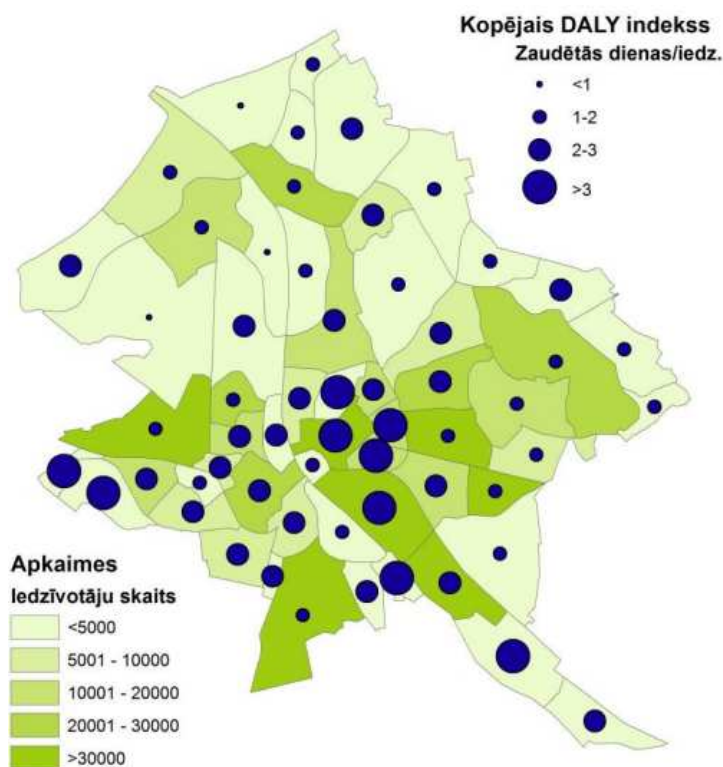 Kopējais DALY indekss
Zaudētās dienas/iedz.
<1
1-2
2-3
>3
Apkaimes
Iedzīvotāju skaits
<5000
5001 - 10000
10001 - 20000
20001 - 30000
>30000